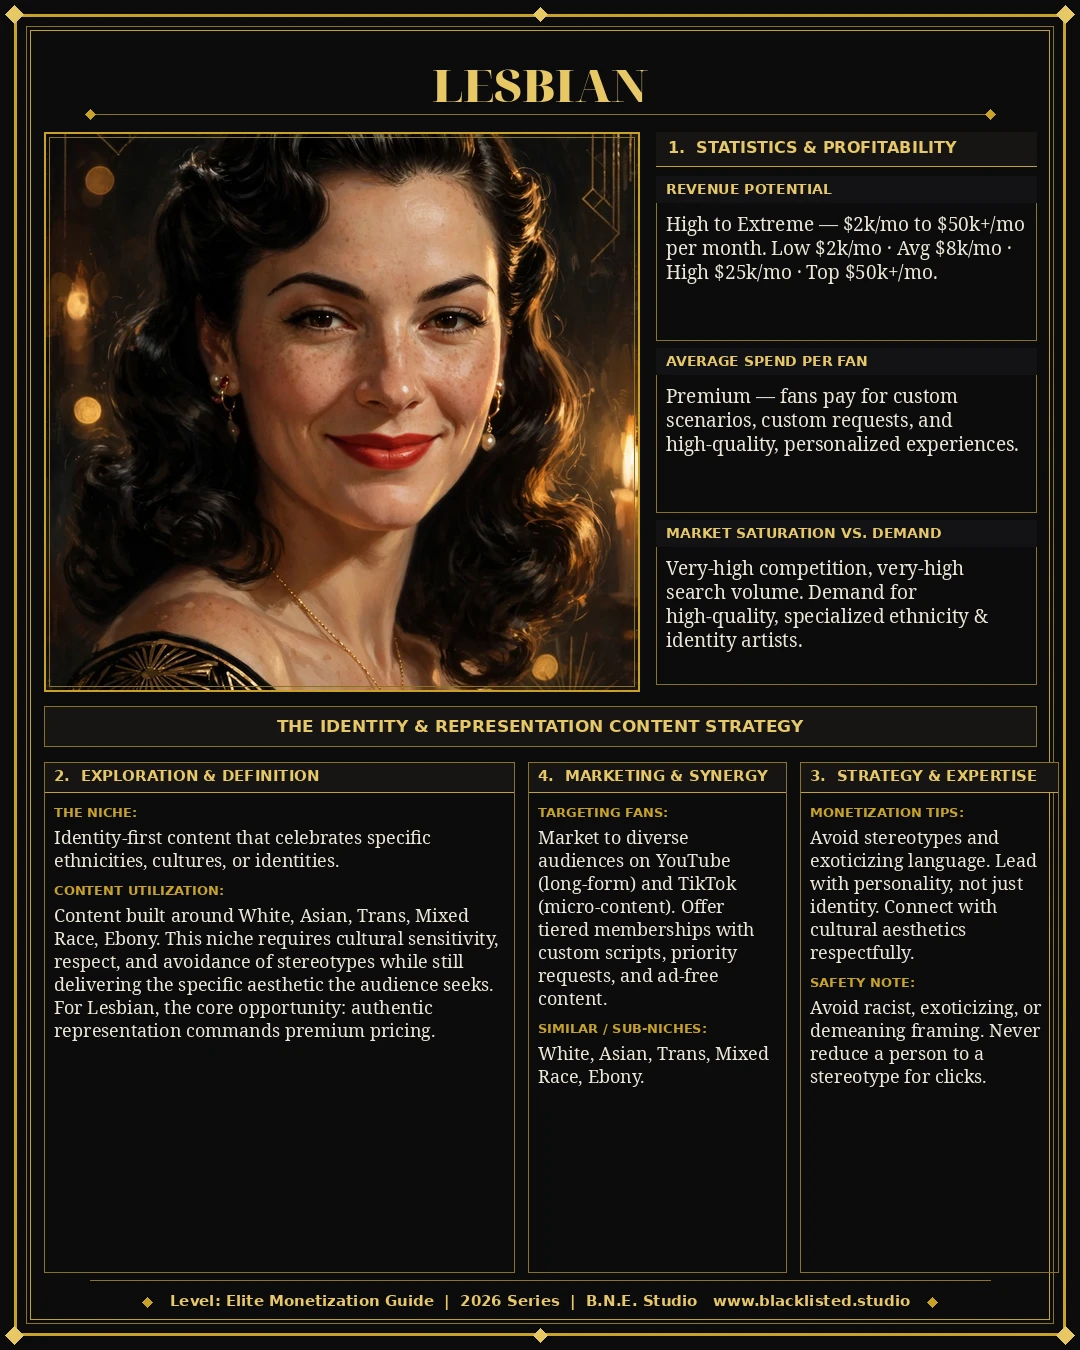 LESBIAN
1. STATISTICS & PROFITABILITY
REVENUE POTENTIAL
High to Extreme — $2k/mo to $50k+/mo
per month. Low $2k/mo · Avg $8k/mo ·
High $25k/mo · Top $50k+/mo.
AVERAGE SPEND PER FAN
Premium — fans pay for custom
scenarios, custom requests, and
high-quality, personalized experiences.
MARKET SATURATION VS. DEMAND
Very-high competition, very-high
search volume. Demand for
high-quality, specialized ethnicity &
identity artists.
THE IDENTITY & REPRESENTATION CONTENT STRATEGY
2. EXPLORATION & DEFINITION
THE NICHE:
Identity-first content that celebrates specific
ethnicities, cultures, or identities.
CONTENT UTILIZATION:
Content built around White, Asian, Trans, Mixed
Race, Ebony. This niche requires cultural sensitivity,
respect, and avoidance of stereotypes while still
delivering the specific aesthetic the audience seeks.
For Lesbian, the core opportunity: authentic
representation commands premium pricing.
4. MARKETING & SYNERGY
TARGETING FANS:
Market to diverse
audiences on YouTube
(long-form) and TikTok
(micro-content). Offer
tiered memberships with
custom scripts, priority
requests, and ad-free
content.
SIMILAR / SUB-NICHES:
White, Asian, Trans, Mixed
Race, Ebony.
3. STRATEGY & EXPERTISE
MONETIZATION TIPS:
Avoid stereotypes and
exoticizing language. Lead
with personality, not just
identity. Connect with
cultural aesthetics
respectfully.
SAFETY NOTE:
Avoid racist, exoticizing, or
demeaning framing. Never
reduce a person to a
stereotype for clicks.
Level: Elite Monetization Guide | 2026 Series | B.N.E. Studio www.blacklisted.studio